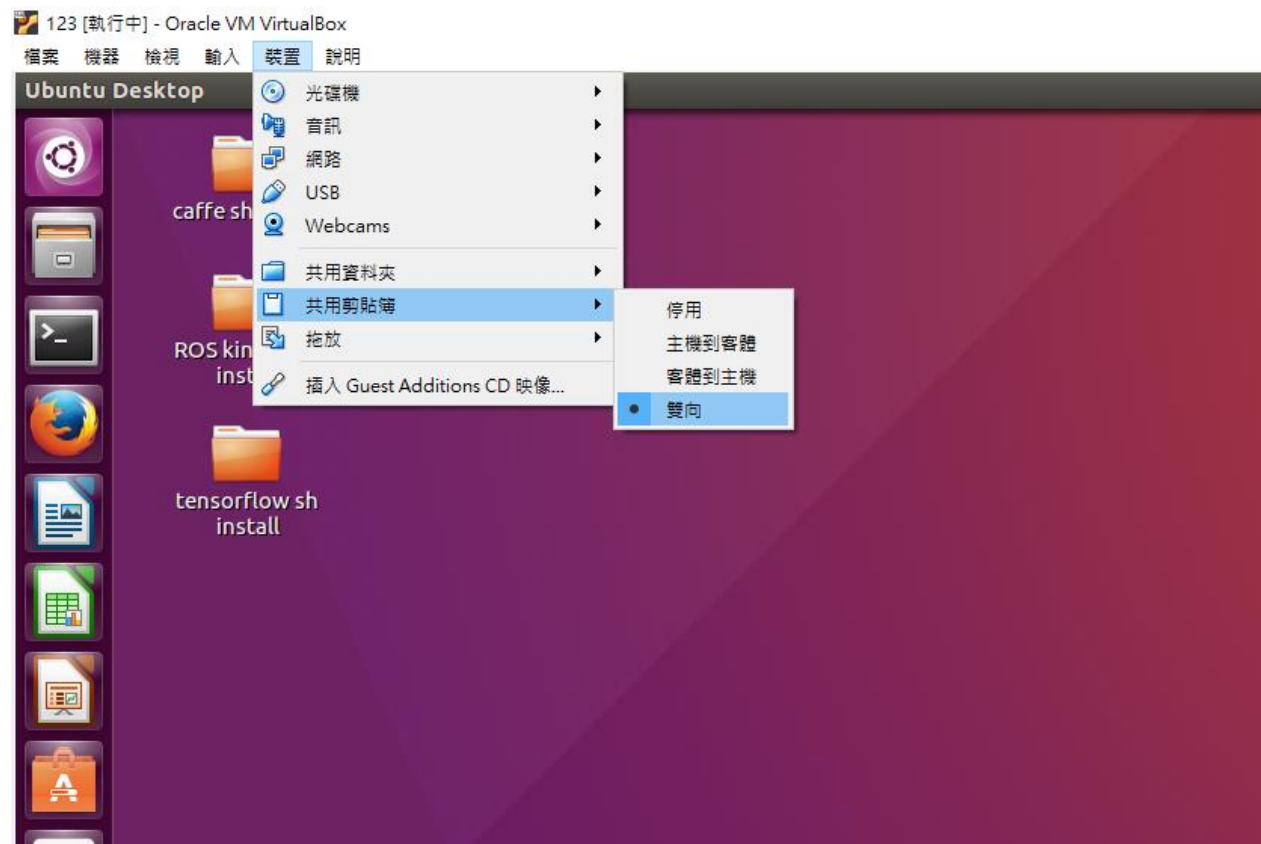 123 [執行中] - Oracle VM VirtualBox
檔案 機器 檢視 輸入 裝置 說明
Ubuntu Desktop
光碟機
音訊
網路
USB
Webcams
共用資料夾
共用剪貼簿
拖放
插入 Guest Additions CD 映像...
停用
主機到客體
客體到主機
雙向
caffe sh
ROS kin
inst
tensorflow sh
install